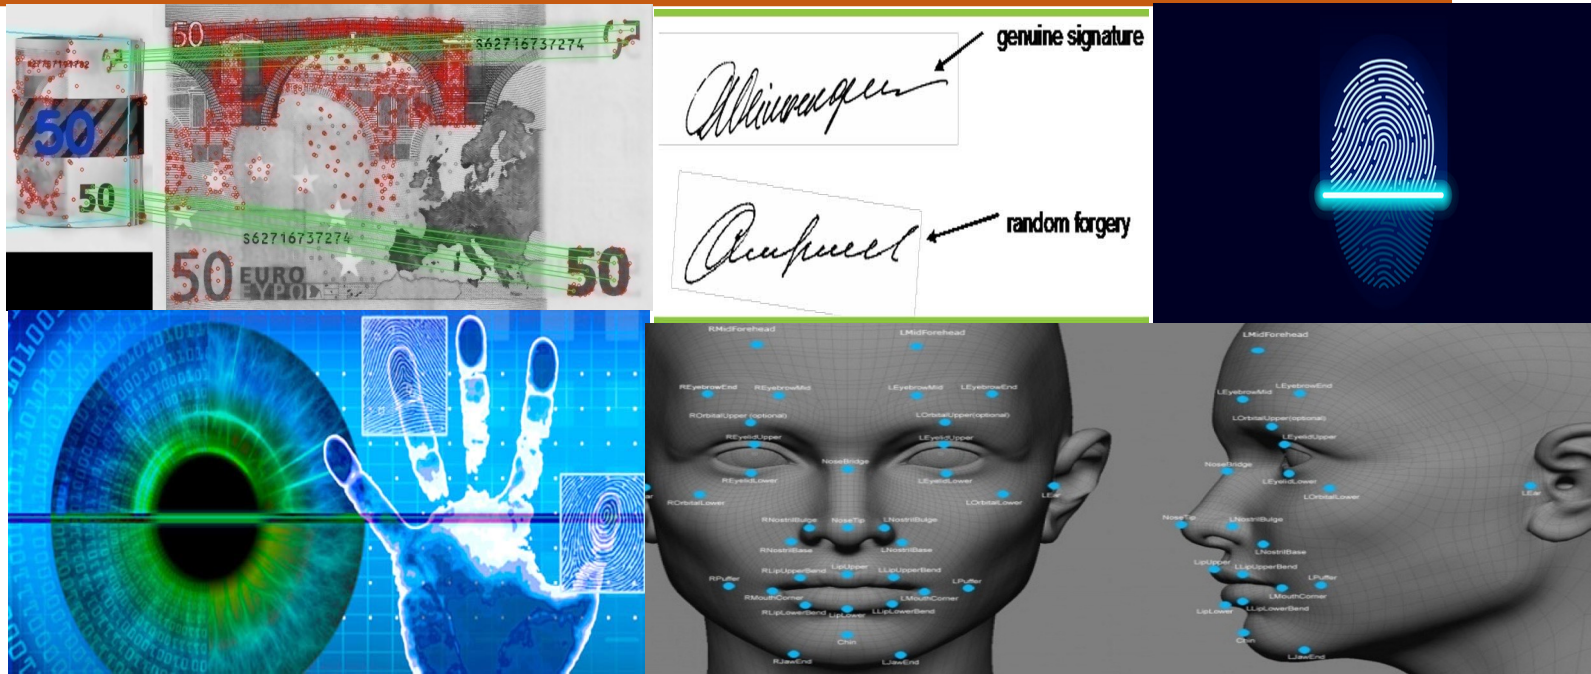 50
S62716737274
50
50
S62716737274
50
EURO
ΕΥΡΩ
50
genuine signature
random forgery
RMidForehead
LMidForehead
REyebrowEnd
REyebrowMid
LEyebrowMid
LEyebrowEnd
ROrbitalUpper (optional)
LOrbitalUpper(optional)
REyelidUpper
LEyelidUpper
NoseBridge
REyelidLower
LEyelidLower
ROrbitalLower
LOrbitalLower
LEar
RNostrilBulge
NoseTip
LNostrilBulge
RNostrilBase
LNostrilBase
RLipUpperBend
LipUpper
LLipUpperBend
RPuffer
LPuffer
RMouthCorner
LMouthCorner
RLipLowerBend
LipLower
LLipLowerBend
Chin
RJawEnd
LJawEnd
LMidForehead
LEyebrowMid
LEyebrowEnd
LOrbitalUpper(optional)
LEyelidUpper
NoseBridge
LEyelidLower
LOrbitalLower
LEar
NoseTip
LNostrilBulge
LNostrilBase
LipUpper
LLipUpperBend
LPuffer
LMouthCorner
LipLower
LLipLowerBend
Chin
LJawEnd